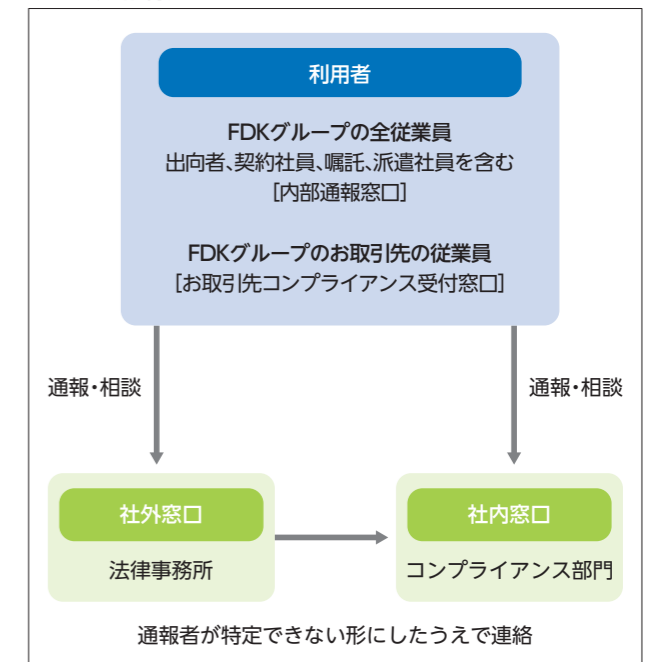 利用者
FDKグループの全従業員
出向者、契約社員、嘱託、派遣社員を含む
[内部通報窓口]
FDKグループのお取引先の従業員
[お取引先コンプライアンス受付窓口]
通報・相談
通報・相談
社外窓口
法律事務所
社内窓口
コンプライアンス部門
通報者が特定できない形にしたうえで連絡